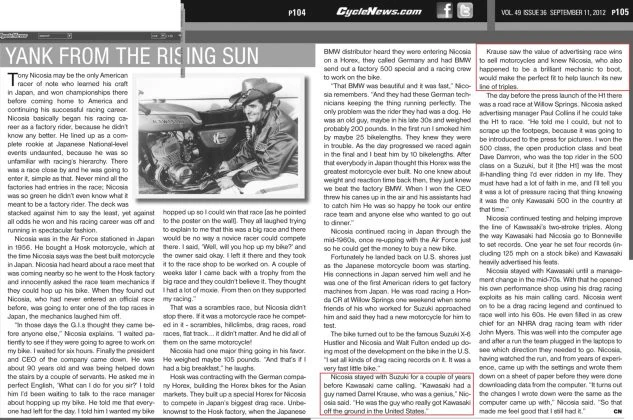 P104
CycleNews.com
VOL. 49 ISSUE 36 SEPTEMBER 11, 2012 P105
YANK FROM THE RISING SUN
Tony Nicosia may be the only American
racer of note who learned his craft
in Japan, and won championships there
before coming home to America and
continuing his successful racing career.
Nicosia basically began his racing ca-
reer as a factory rider, because he didn't
know any better. He lined up as a com-
plete rookie at Japanese National-level
events undaunted, because he was so
unfamiliar with racing's hierarchy. There
was a race close by and he was going to
enter it, simple as that. Never mind all the
factories had entries in the race; Nicosia
was so green he didn't even know what it
meant to be a factory rider. The deck was
stacked against him to say the least, yet against
all odds he won and his racing career was off and
running in spectacular fashion.
Nicosia was in the Air Force stationed in Japan
in 1956. He bought a Hosk motorcycle, which at
the time Nicosia says was the best built motorcycle
in Japan. Nicosia had heard about a race meet that
was coming nearby so he went to the Hosk factory
and innocently asked the race team mechanics if
they could hop up his bike. When they found out
Nicosia, who had never entered an official race
before, was going to enter one of the top races in
Japan, the mechanics laughed him off.
"In those days the G.I.s thought they came be-
fore anyone else," Nicosia explains. "I waited pa-
tiently to see if they were going to agree to work on
my bike. I waited for six hours. Finally the president
and CEO of the company came down. He was
about 90 years old and was being helped down
the stairs by a couple of servants. He asked me in
perfect English, 'What can I do for you sir?' I told
him I'd been waiting to talk to the race manager
about hopping up my bike. He told me that every-
one had left for the day. I told him I wanted my bike
hopped up so I could win that race [as he pointed
to the poster on the wall]. They all laughed trying
to explain to me that this was a big race and there
would be no way a novice racer could compete
there. I said, 'Well, will you hop up my bike?' and
the owner said okay. I left it there and they took
it to the race shop to be worked on. A couple of
weeks later I came back with a trophy from the
big race and they couldn't believe it. They thought
I had a lot of moxie. From then on they supported
my racing."
That was a scrambles race, but Nicosia didn't
stop there. If it was a motorcycle race he compet-
ed in it - scrambles, hillclimbs, drag races, road
races, flat track... it didn't matter. And he did all of
them on the same motorcycle!
Nicosia had one major thing going in his favor.
He weighed maybe 105 pounds. "And that's if I
had a big breakfast," he laughs.
Hosk was contracting with the German compa-
ny Horex, building the Horex bikes for the Asian
markets. They built up a special Horex for Nicosia
to compete in Japan's biggest drag race. Unbe-
knownst to the Hosk factory, when the Japanese
BMW distributor heard they were entering Nicosia
on a Horex, they called Germany and had BMW
send out a factory 500 special and a racing crew
to work on the bike.
"That BMW was beautiful and it was fast," Nico-
sia remembers. "And they had these German tech-
nicians keeping the thing running perfectly. The
only problem was the rider they had was a dog. He
was an old guy, maybe in his late 30s and weighed
probably 200 pounds. In the first run I smoked him
by maybe 25 bikelengths. They knew they were
in trouble. As the day progressed we raced again
in the final and I beat him by 10 bikelengths. After
that everybody in Japan thought this Horex was the
greatest motorcycle ever built. No one knew about
weight and reaction time back then, they just knew
we beat the factory BMW. When I won the CEO
threw his canes up in the air and his assistants had
to catch him He was so happy he took our entire
race team and anyone else who wanted to go out
to dinner."
Nicosia continued racing in Japan through the
mid-1960s, once re-upping with the Air Force just
so he could get the money to buy a new bike.
Fortunately he landed back on U.S. shores just
as the Japanese motorcycle boom was starting.
His connections in Japan served him well and he
was one of the first American riders to get factory
machines from Japan. He was road racing a Hon-
da CR at Willow Springs one weekend when some
friends of his who worked for Suzuki approached
him and said they had a new motorcycle for him to
test.
The bike turned out to be the famous Suzuki X-6
Hustler and Nicosia and Walt Fulton ended up do-
ing most of the development on the bike in the U.S.
"I set all kinds of drag racing records on it. It was a
very fast little bike."
Nicosia stayed with Suzuki for a couple of years
before Kawasaki came calling. "Kawasaki had a
guy named Darrel Krause, who was a genius," Nic-
osia said. "He was the guy who really got Kawasaki
off the ground in the United States."
Krause saw the value of advertising race wins
to sell motorcycles and knew Nicosia, who also
happened to be a brilliant mechanic to boot,
would make the perfect fit to help launch its new
line of triples.
The day before the press launch of the H1 there
was a road race at Willow Springs. Nicosia asked
advertising manager Paul Collins if he could take
the H1 to race. "He told me I could, but not to
scrape up the footpegs, because it was going to
be introduced to the press for pictures. I won the
500 class, the open production class and beat
Dave Damron, who was the top rider in the 500
class on a Suzuki, but it [the H1] was the most
ill-handling thing I'd ever ridden in my life. They
must have had a lot of faith in me, and I'll tell you
it was a lot of pressure racing that thing knowing
it was the only Kawasaki 500 in the country at
that time."
Nicosia continued testing and helping improve
the line of Kawasaki's two-stroke triples. Along
the way Kawasaki had Nicosia go to Bonneville
to set records. One year he set four records (in-
cluding 125 mph on a stock bike) and Kawasaki
heavily advertised his feats.
Nicosia stayed with Kawasaki until a manage-
ment change in the mid-70s. With that he opened
his own performance shop using his drag racing
exploits as his main calling card. Nicosia went
on to be a drag racing legend and continued to
race well into his 60s. He even filled in as crew
chief for an NHRA drag racing team with rider
John Myers. This was well into the computer age
and after a run the team plugged in the laptops to
see which direction they needed to go. Nicosia,
having watched the run, and from years of experi-
ence, came up with the settings and wrote them
down on a sheet of paper before they were done
downloading data from the computer. "It turns out
the changes I wrote down were the same as the
computer came up with," Nicosia said. "So that
made me feel good that I still had it." CN